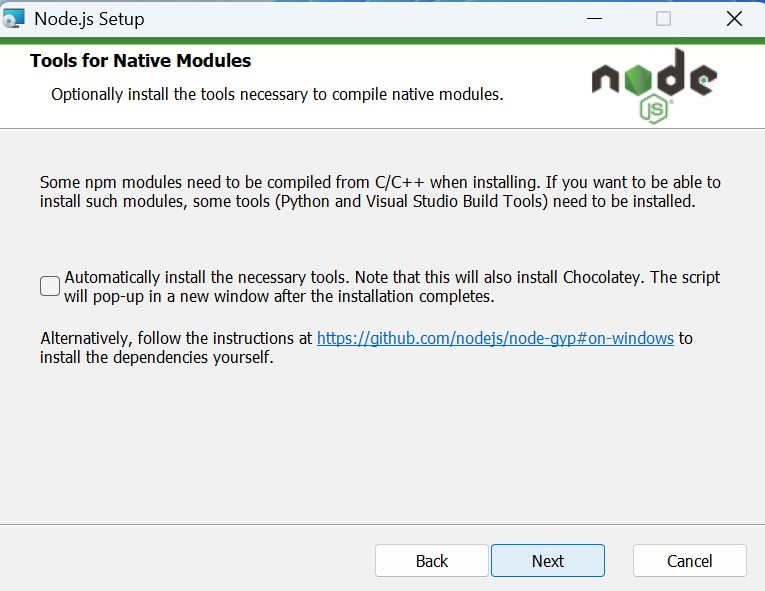 Node.js Setup
Tools for Native Modules
Optionally install the tools necessary to compile native modules.
node
JS
Some npm modules need to be compiled from C/C++ when installing. If you want to be able to
install such modules, some tools (Python and Visual Studio Build Tools) need to be installed.
Automatically install the necessary tools. Note that this will also install Chocolatey. The script
will pop-up in a new window after the installation completes.
Alternatively, follow the instructions at https://github.com/nodejs/node-gyp#on-windows to
install the dependencies yourself.
Back
Next
Cancel